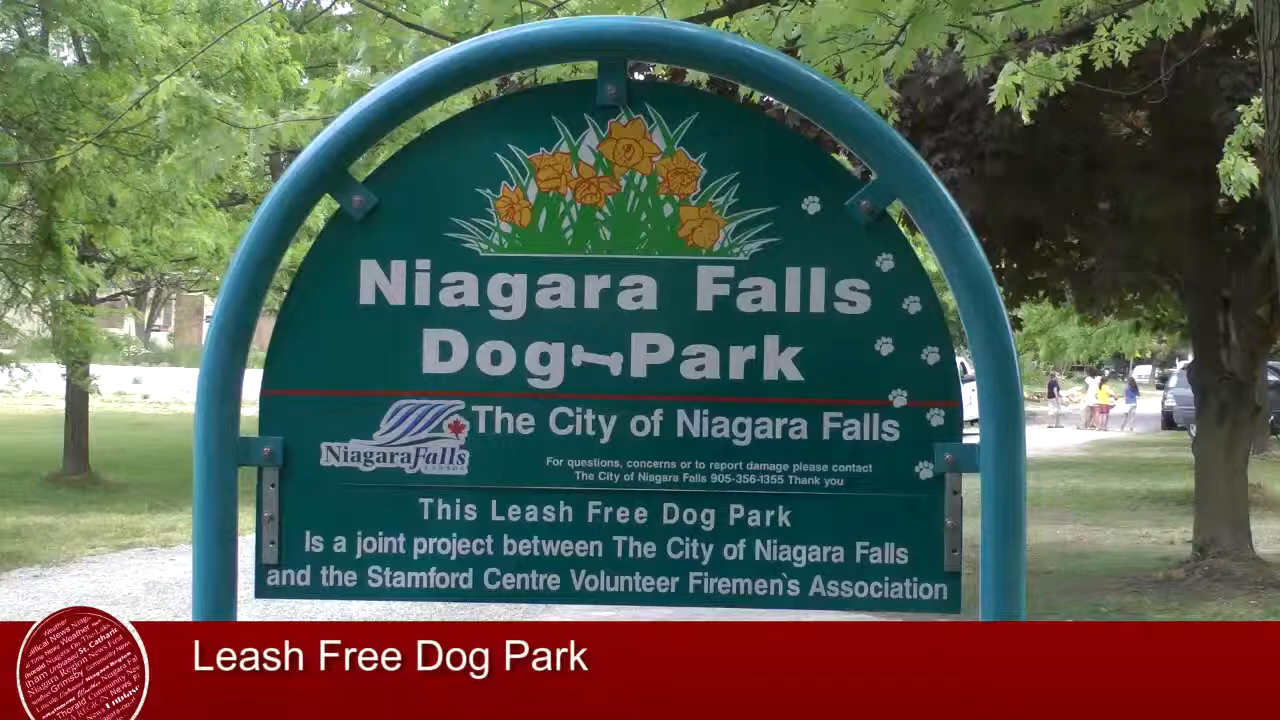 Niagara Falls
Dog Park
NiagaraFalls
CANADA
The City of Niagara Falls
For questions, concerns or to report damage please contact
The City of Niagara Falls 905-356-1355 Thank you
This Leash Free Dog Park
Is a joint project between The City of Niagara Falls
and the Stamford Centre Volunteer Firemen`s Association
Leash Free Dog Park